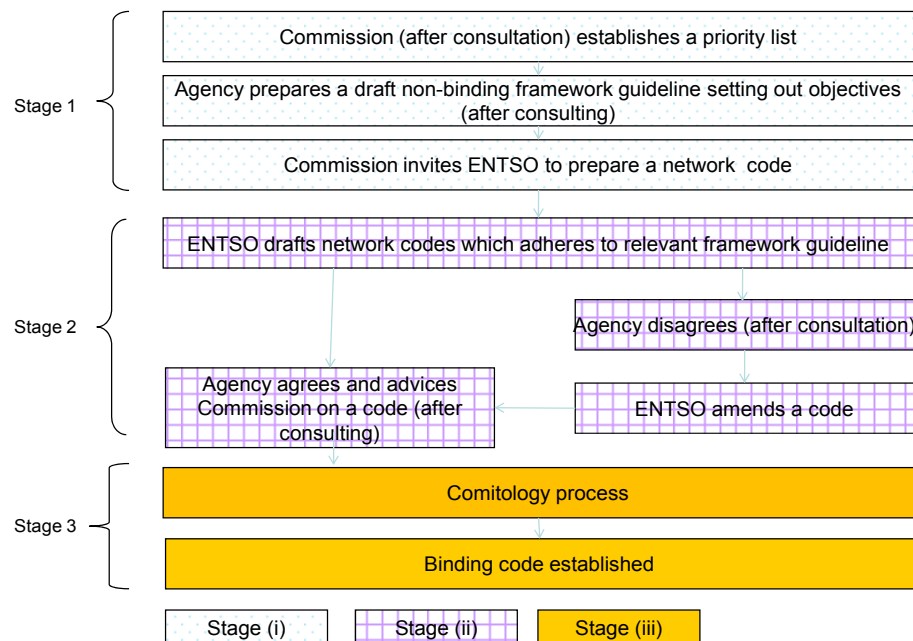 Commission (after consultation) establishes a priority list
Stage 1
Agency prepares a draft non-binding framework guideline setting out objectives
(after consulting)
Commission invites ENTSO to prepare a network code
ENTSO drafts network codes which adheres to relevant framework guideline
Stage 2
Agency disagrees (after consultation)
Agency agrees and advices
Commission on a code (after
consulting)
ENTSO amends a code
Stage 3
Comitology process
Binding code established
Stage (i)
Stage (ii)
Stage (iii)